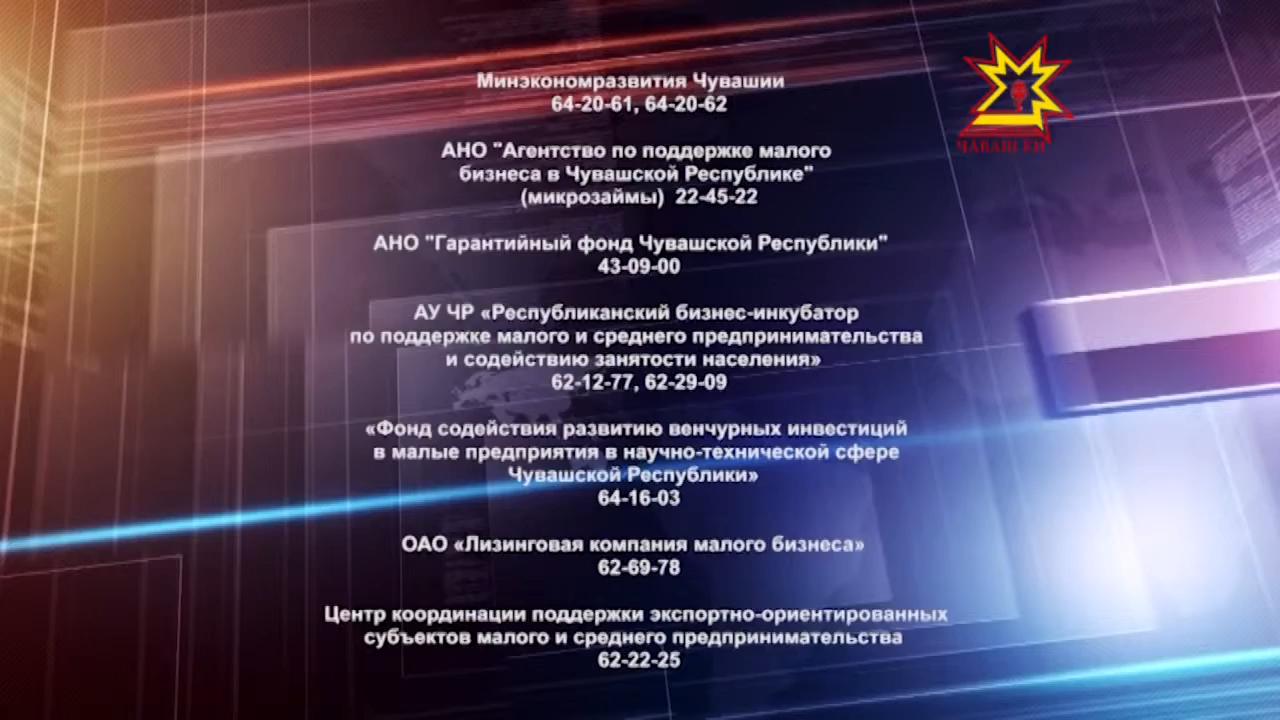 Минэкономразвития Чувашии
64-20-61, 64-20-62
АНО "Агентство по поддержке малого
бизнеса в Чувашской Республике"
(микрозаймы) 22-45-22
АНО "Гарантийный фонд Чувашской Республики"
43-09-00
АУ ЧР «Республиканский бизнес-инкубатор
по поддержке малого и среднего предпринимательства
и содействию занятости населения»
62-12-77, 62-29-09
«Фонд содействия развитию венчурных инвестиций
в малые предприятия в научно-технической сфере
Чувашской Республики»
64-16-03
ОАО «Лизинговая компания малого бизнеса»
62-69-78
Центр координации поддержки экспортно-ориентированных
субъектов малого и среднего предпринимательства
62-22-25